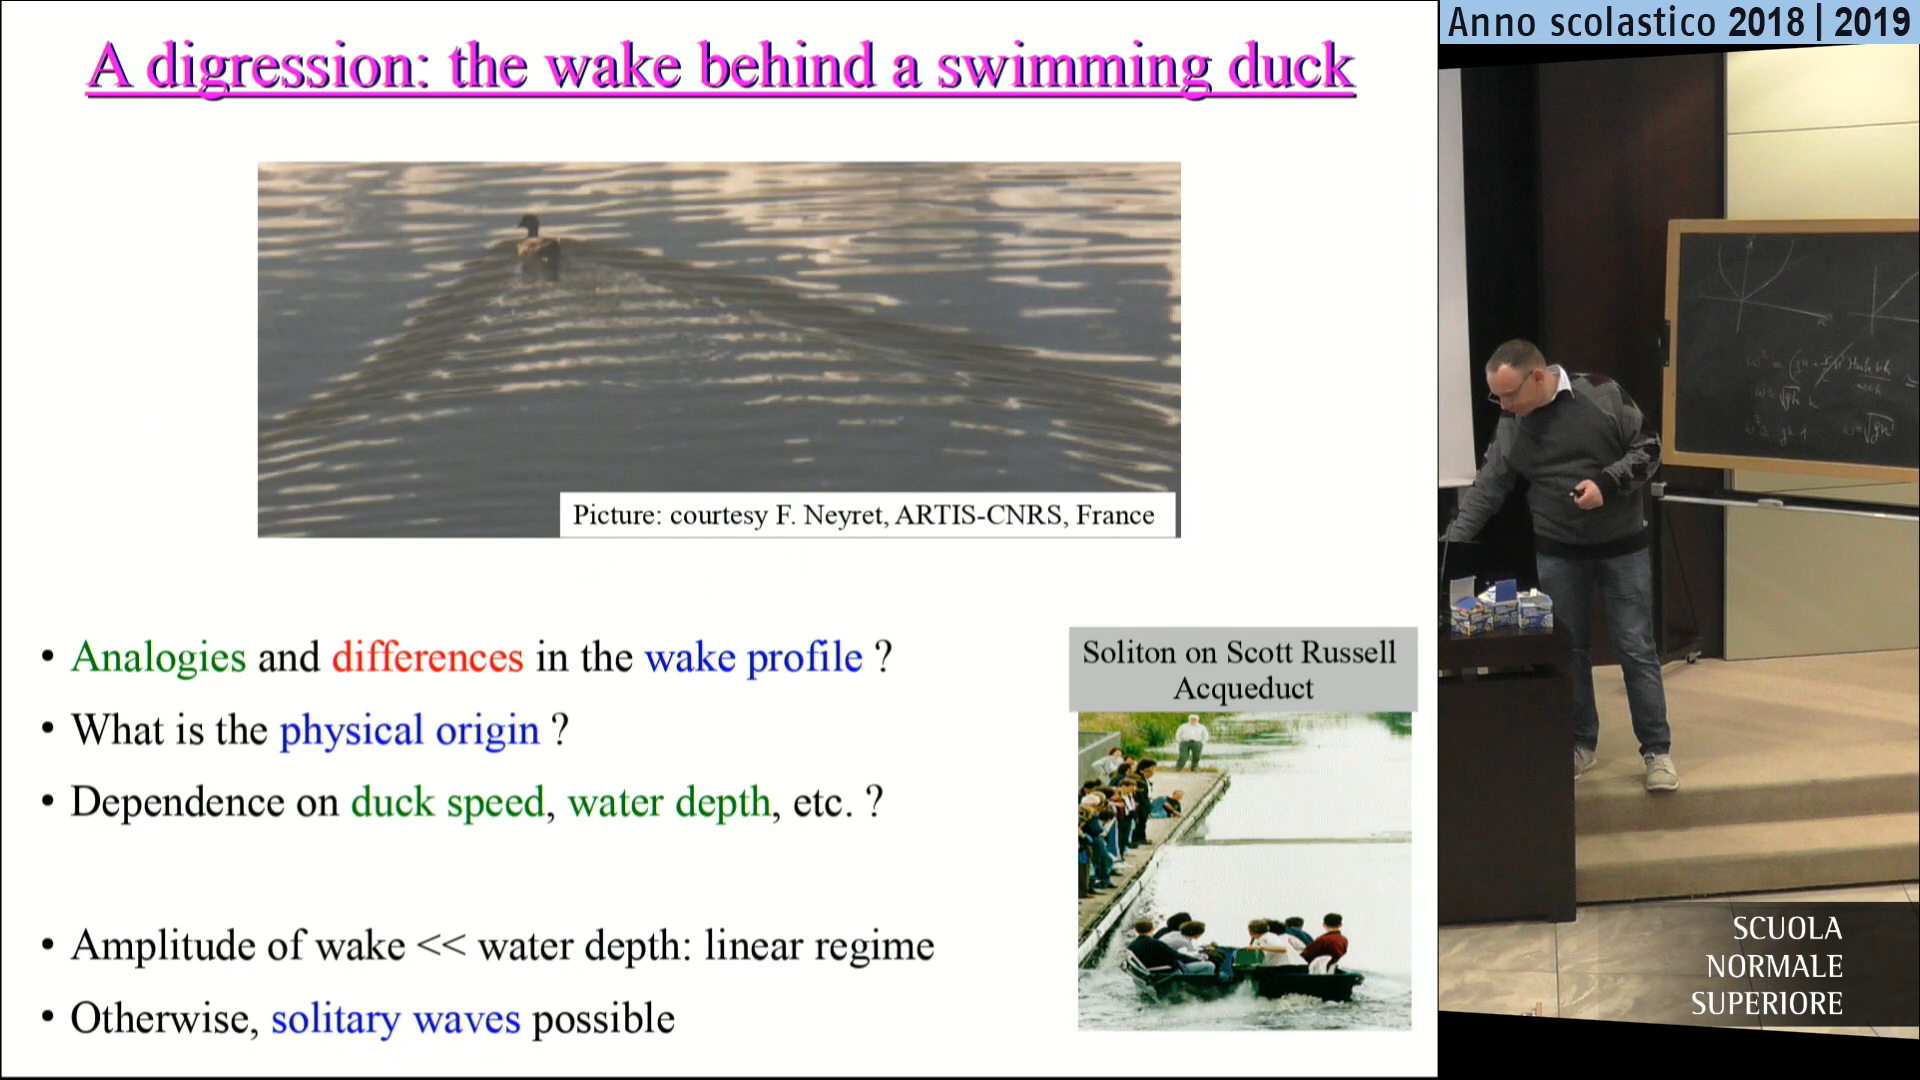 A digression: the wake behind a swimming duck
Picture: courtesy F. Neyret, ARTIS-CNRS, France
• Analogies and differences in the wake profile ?
• What is the physical origin ?
• Dependence on duck speed, water depth, etc. ?
• Amplitude of wake << water depth: linear regime
• Otherwise, solitary waves possible
Soliton on Scott Russell
Acqueduct
Anno scolastico 2018 | 2019
SCUOLA
NORMALE
SUPERIORE